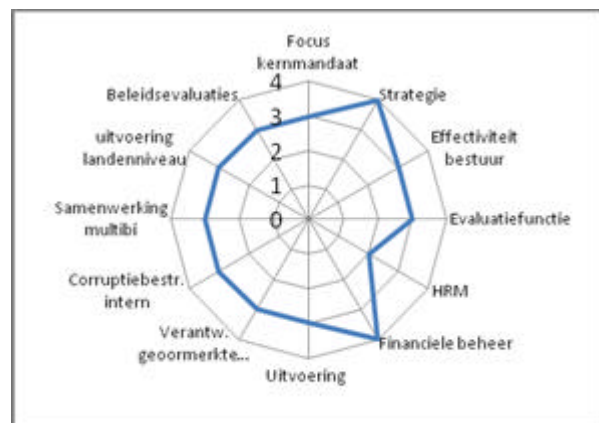 Focus
kernmandaat
Strategie
Effectiviteit
bestuur
Evaluatiefunctie
HRM
Financiele beheer
Uitvoering
Verantw.
geoormerkte...
Corruptiebestr.
intern
Samenwerking
multibi
uitvoering
landenniveau
Beleidsevaluaties
4
3
2
1
0